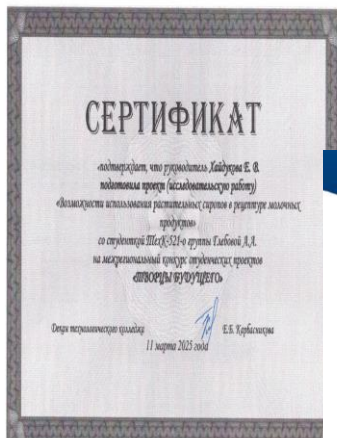 СЕРТИФИКАТ
«подтверждает, что руководитель Хайдукова Е. В.
подготовила проект (исследовательскую работу)
«Возможности использования растительных сиропов в рецептуре молочных
продуктов»
со студенткой ТехК-521-о группы Глебовой А.А.
на межрегиональный конкурс студенческих проектов
«ТВОРЦЫ БУДУЩЕГО»
Декан технологического колледжа Е.Б. Карбасникова
11 марта 2025 года